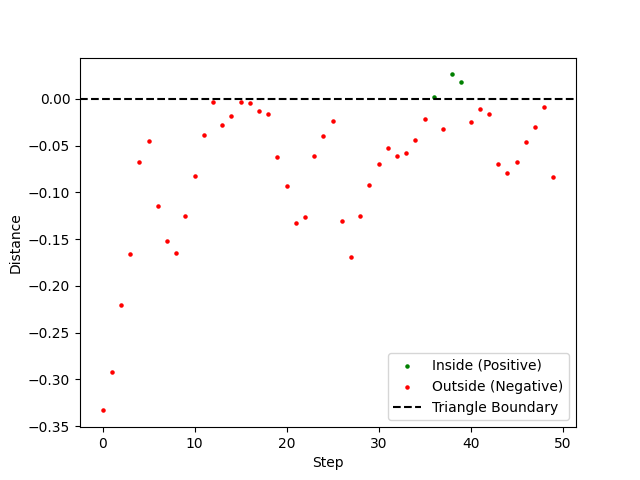 0.00
−0.05
−0.10
−0.15
−0.20
−0.25
−0.30
−0.35
Distance
Inside (Positive)
Outside (Negative)
Triangle Boundary
0 10 20 30 40 50
Step